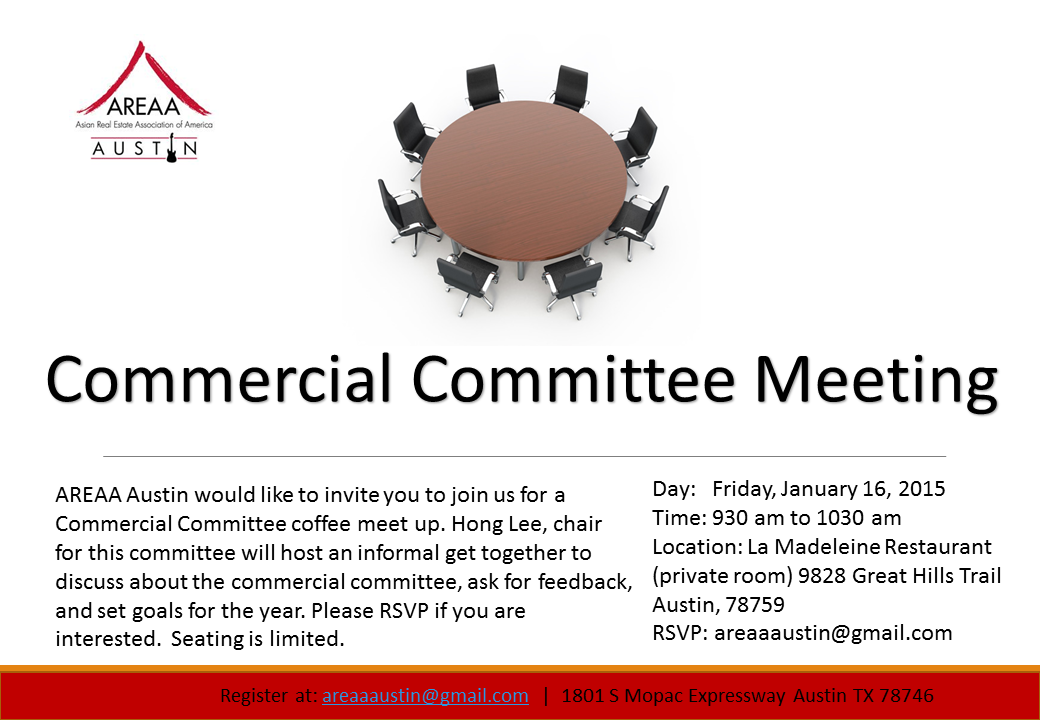 AREAA
Asian Real Estate Association of America
AUSTIN
Commercial Committee Meeting
AREAA Austin would like to invite you to join us for a
Commercial Committee coffee meet up. Hong Lee, chair
for this committee will host an informal get together to
discuss about the commercial committee, ask for feedback,
and set goals for the year. Please RSVP if you are
interested.  Seating is limited.
Day:   Friday, January 16, 2015
Time: 930 am to 1030 am
Location: La Madeleine Restaurant
(private room) 9828 Great Hills Trail
Austin, 78759
RSVP: areaaaustin@gmail.com
Register at: areaaaustin@gmail.com  |  1801 S Mopac Expressway Austin TX 78746